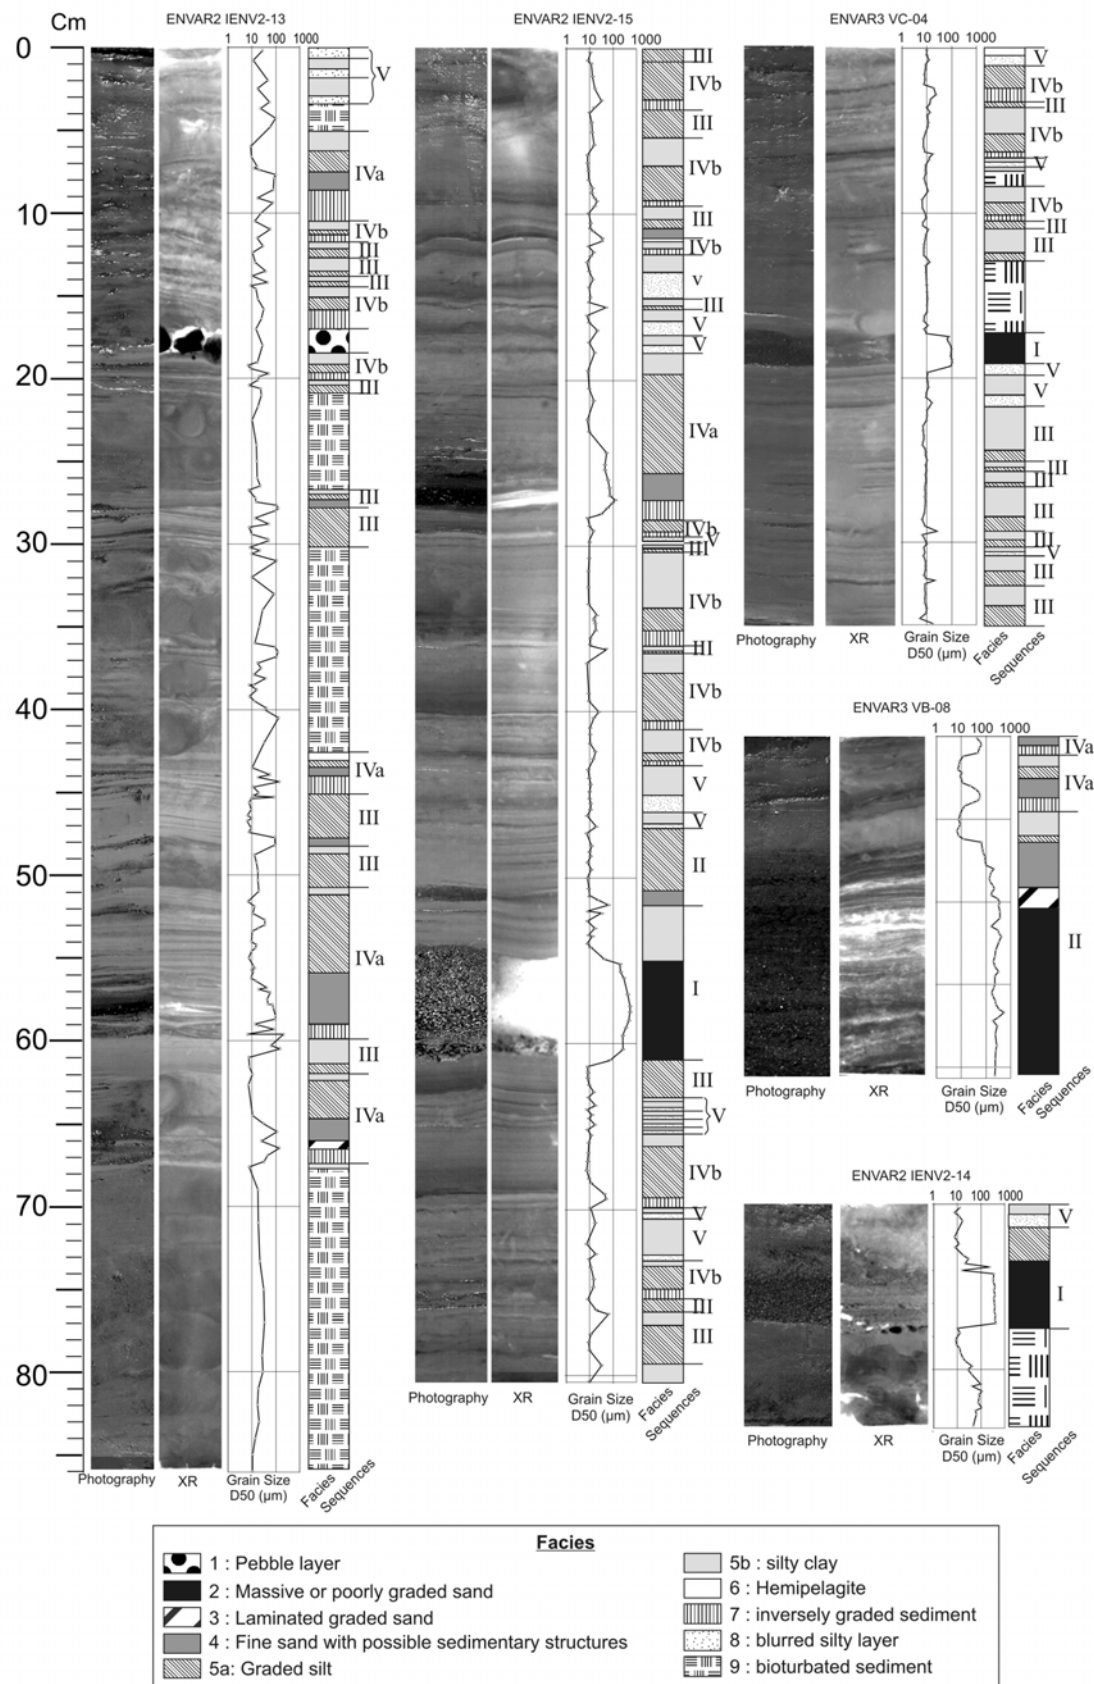 Cm
0
10
20
30
40
50
60
70
80
ENVAR2 IENV2-13
1 10 100 1000
V
IVa
IVb
III
III
III
IVb
IVb
III
III
III
IVa
III
III
IVa
III
IVa
Photography
XR
Grain Size
D50 (µm)
Facies
Sequences
ENVAR2 IENV2-15
1 10 100 1000
III
IVb
III
IVb
III
IVb
v
III
V
V
IVa
IVb
V
V
III
IVb
III
IVb
IVb
V
V
II
I
III
V
IVb
V
V
IVb
III
III
Photography
XR
Grain Size
D50 (µm)
Facies
Sequences
ENVAR3 VC-04
1 10 100 1000
V
IVb
III
IVb
V
IVb
III
III
I
V
V
III
III
III
III
III
V
III
III
Photography
XR
Grain Size
D50 (µm)
Facies
Sequences
ENVAR3 VB-08
1 10 100 1000
IVa
IVa
II
Photography
XR
Grain Size
D50 (µm)
Facies
Sequences
ENVAR2 IENV2-14
1 10 100 1000
V
I
Photography
XR
Grain Size
D50 (µm)
Facies
Sequences
Facies
1 : Pebble layer
2 : Massive or poorly graded sand
3 : Laminated graded sand
4 : Fine sand with possible sedimentary structures
5a: Graded silt
5b : silty clay
6 : Hemipelagite
7 : inversely graded sediment
8 : blurred silty layer
9 : bioturbated sediment